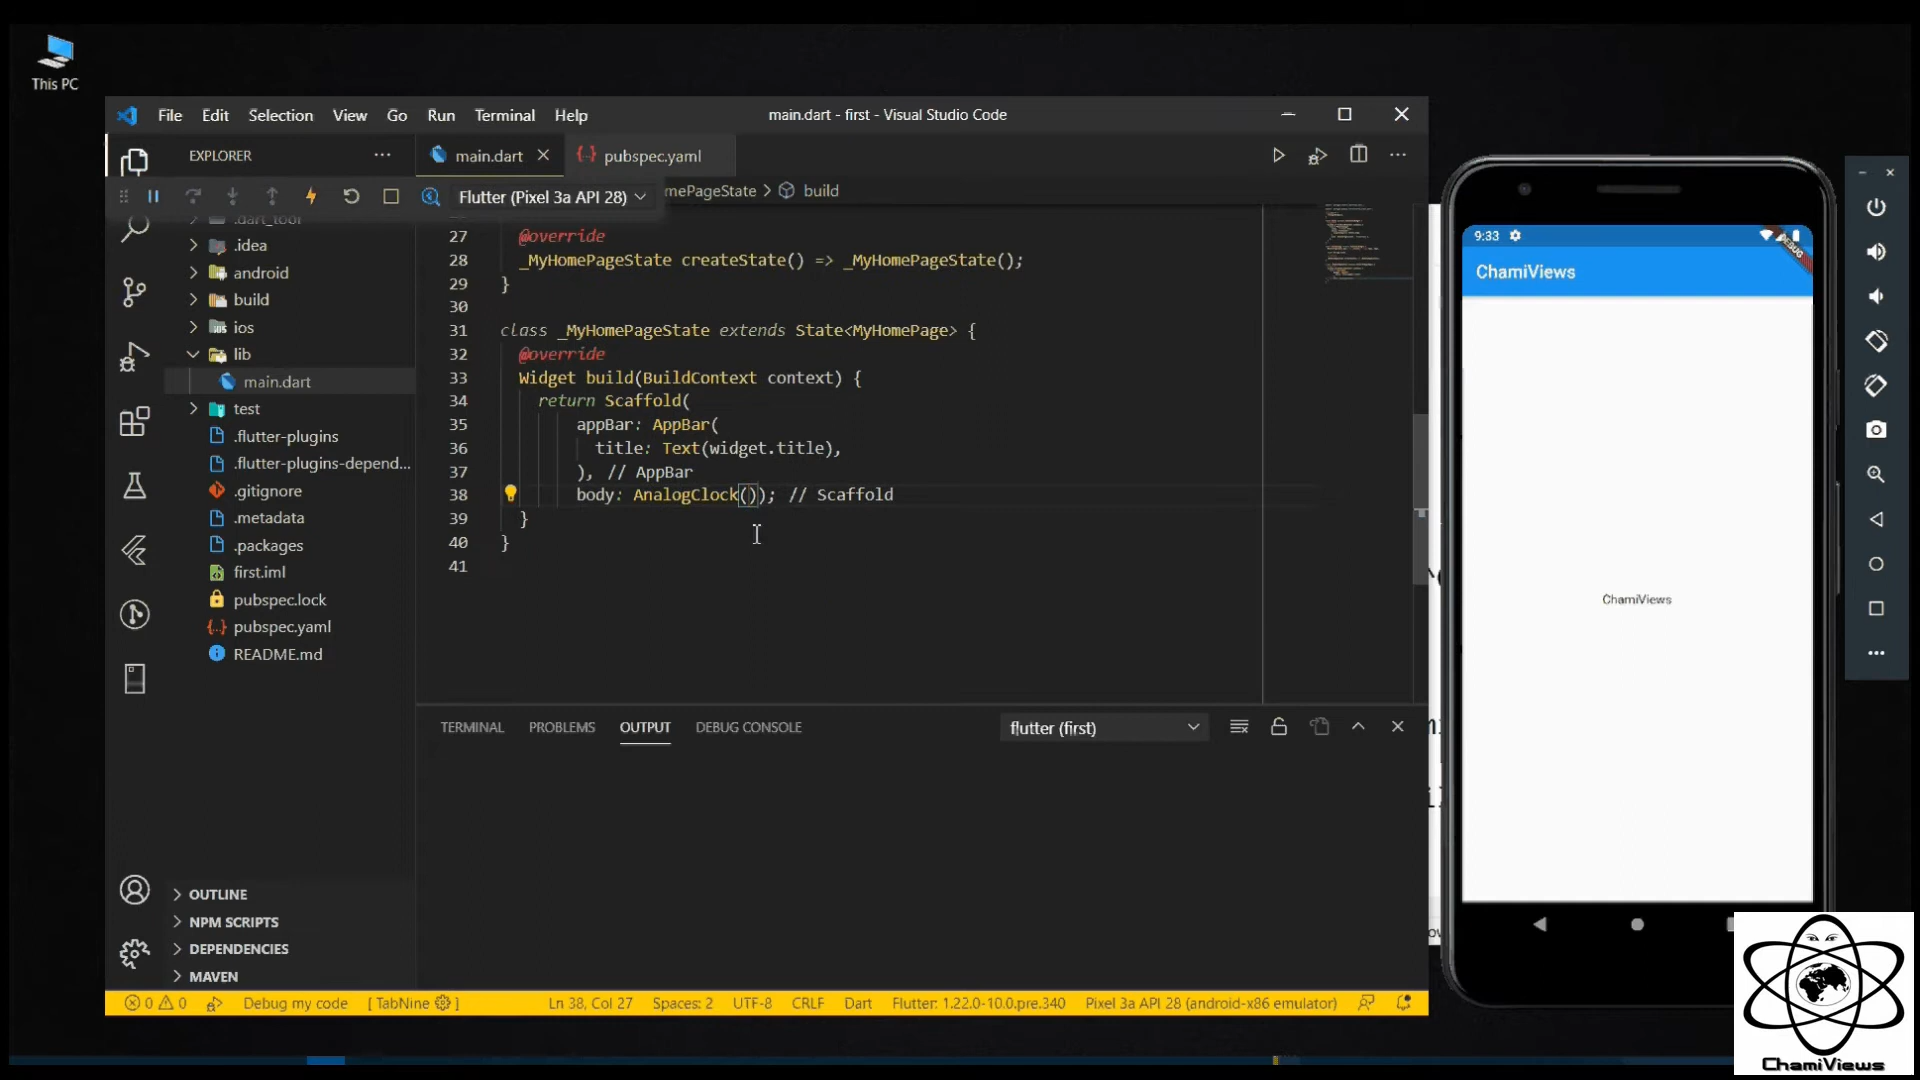 This PC
File Edit Selection View Go Run Terminal Help
main.dart - first - Visual Studio Code
EXPLORER
main.dart
pubspec.yaml
Flutter (Pixel 3a API 28)
mePageState > build
.dart_tool
.idea
android
build
ios
lib
main.dart
test
.flutter-plugins
.flutter-plugins-depend...
.gitignore
.metadata
.packages
first.iml
pubspec.lock
pubspec.yaml
README.md
OUTLINE
NPM SCRIPTS
DEPENDENCIES
MAVEN
27 @override
28 _MyHomePageState createState() => _MyHomePageState();
29 }
30
31 class _MyHomePageState extends State<MyHomePage> {
32 @override
33 Widget build(BuildContext context) {
34 return Scaffold(
35 appBar: AppBar(
36 title: Text(widget.title),
37 ), // AppBar
38 body: AnalogClock()); // Scaffold
39 }
40 }
41
TERMINAL PROBLEMS OUTPUT DEBUG CONSOLE
flutter (first)
0 0 Debug my code [ TabNine ] Ln 38, Col 27 Spaces: 2 UTF-8 CRLF Dart Flutter: 1.22.0-10.0.pre.340 Pixel 3a API 28 (android-x86 emulator)
9:33
DEBUG
ChamiViews
ChamiViews
ChamiViews